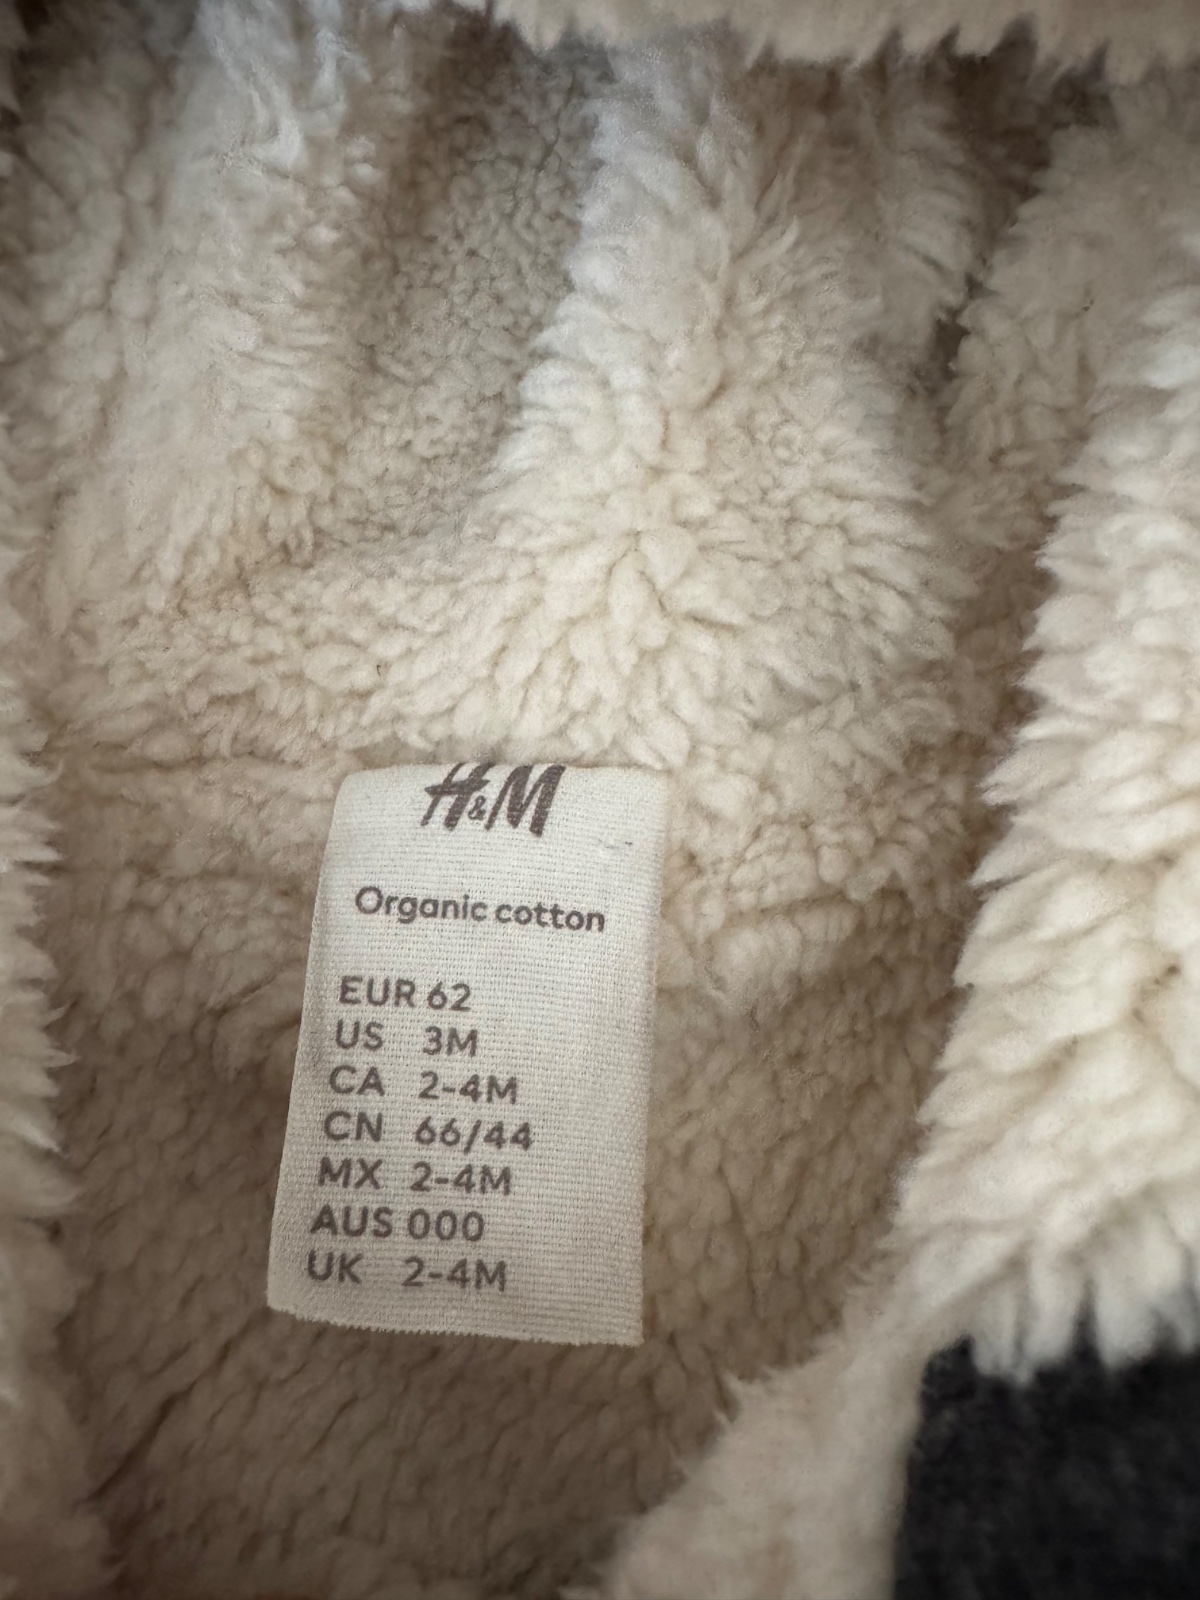 H&M
Organic cotton
EUR 62
US 3M
CA 2-4M
CN 66/44
MX 2-4M
AUS 000
UK 2-4M